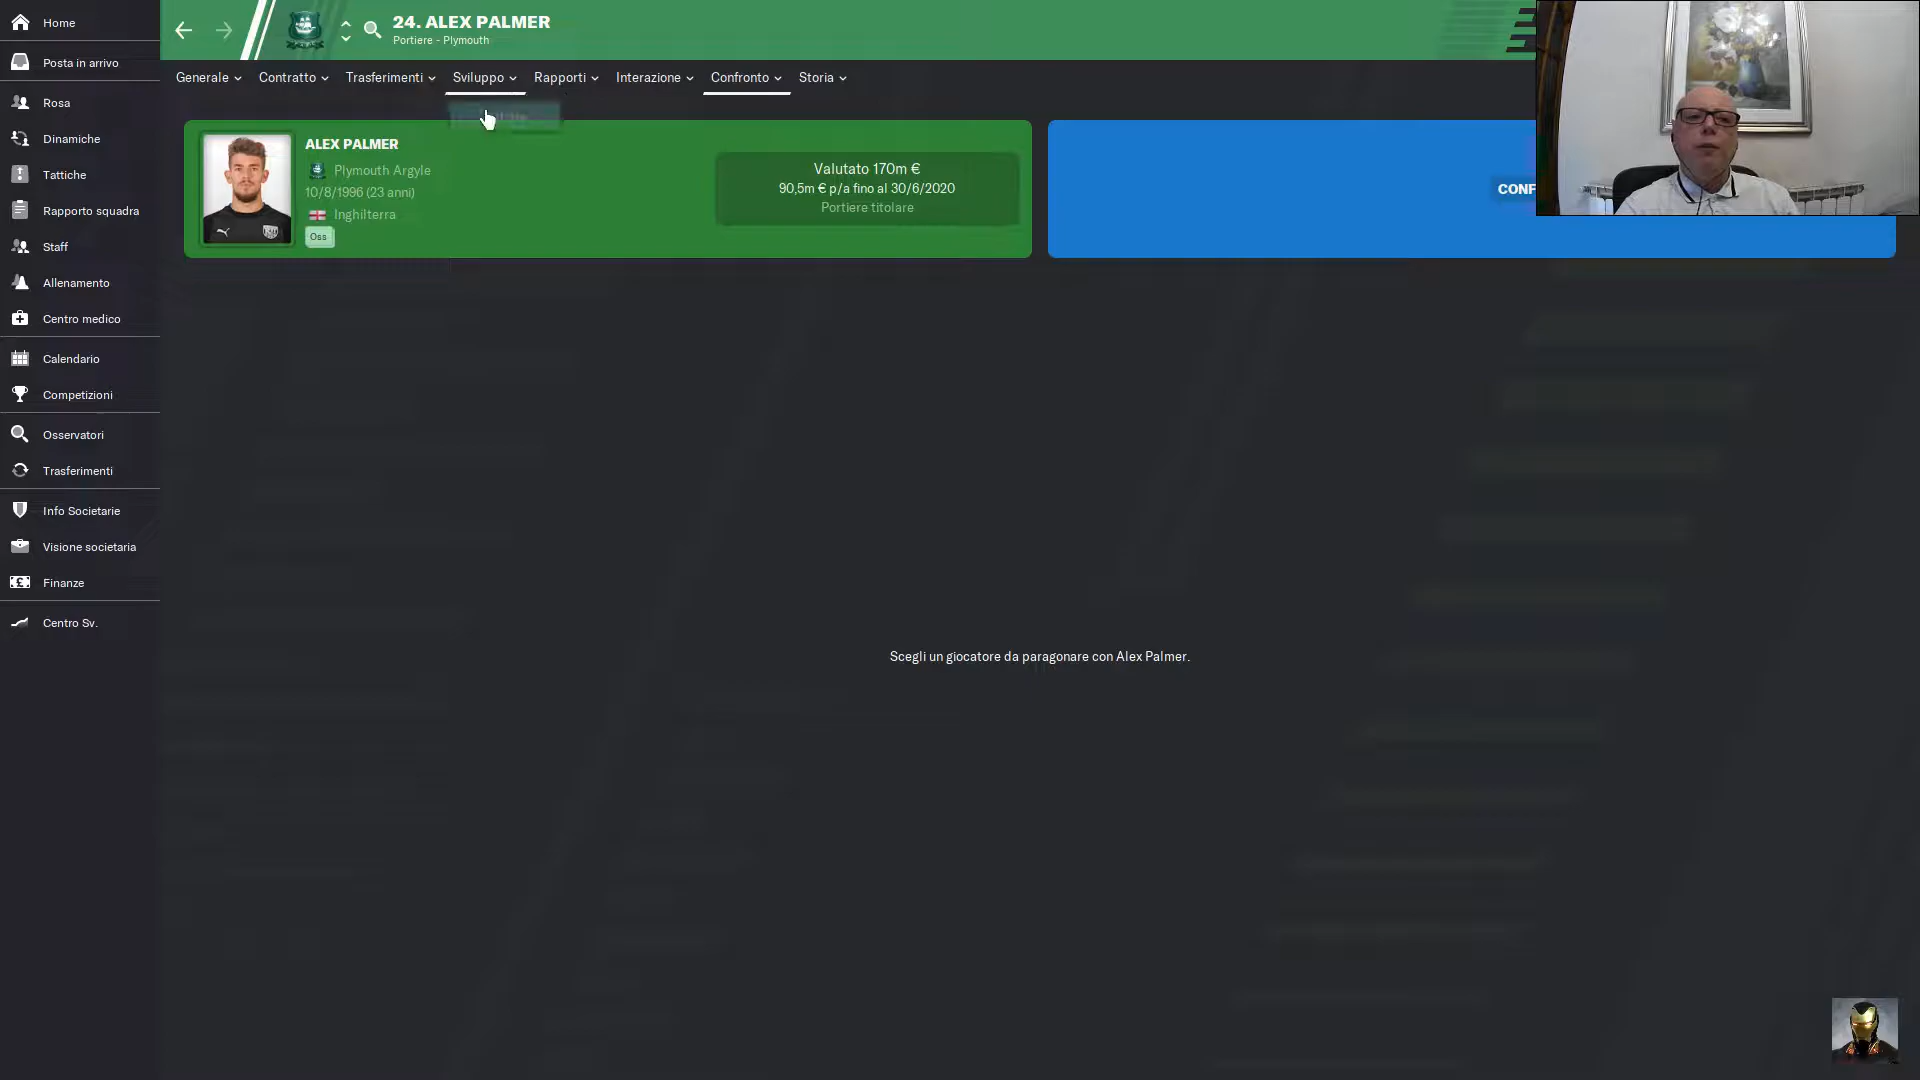 Home
Posta in arrivo
Rosa
Dinamiche
Tattiche
Rapporto squadra
Staff
Allenamento
Centro medico
Calendario
Competizioni
Osservatori
Trasferimenti
Info Societarie
Visione societaria
Finanze
Centro Sv.
24. ALEX PALMER
Portiere - Plymouth
Generale
Contratto
Trasferimenti
Sviluppo
Rapporti
Interazione
Confronto
Storia
ALEX PALMER
Plymouth Argyle
10/8/1996 (23 anni)
Inghilterra
Oss
Valutato 170m €
90,5m € p/a fino al 30/6/2020
Portiere titolare
CONF
Scegli un giocatore da paragonare con Alex Palmer.